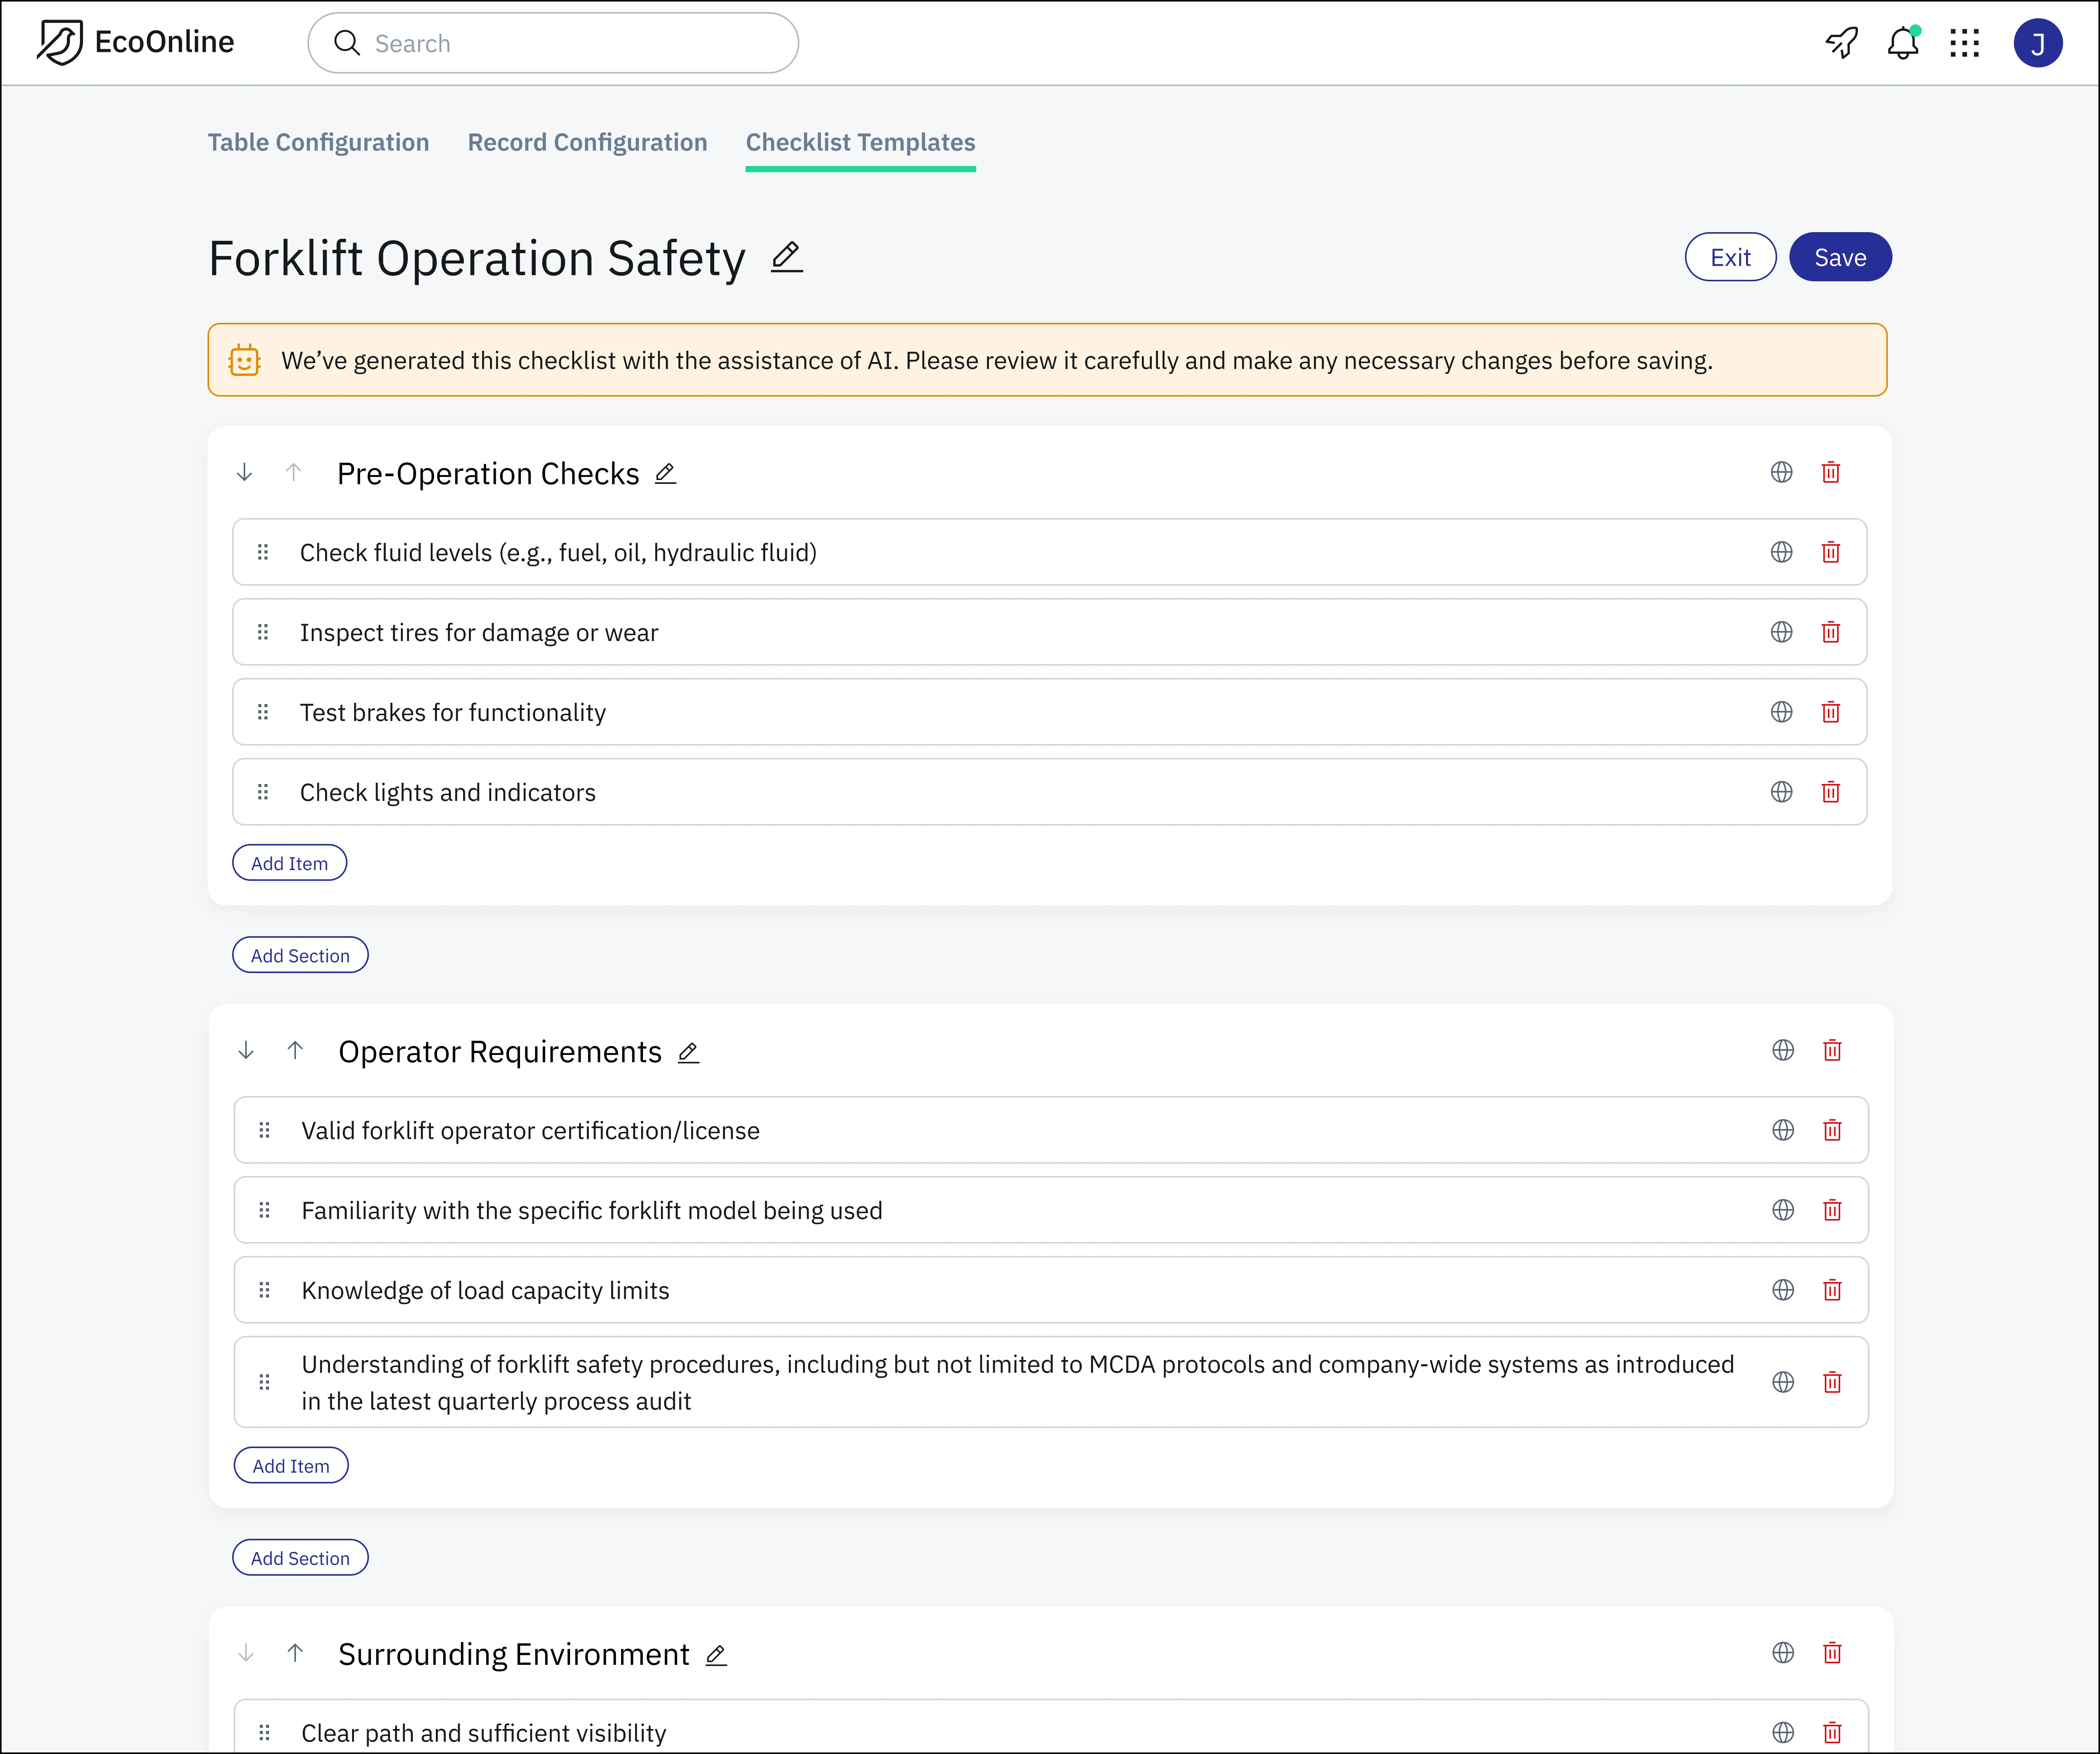 EcoOnline
Search
J
Table Configuration
Record Configuration
Checklist Templates
Forklift Operation Safety
Exit
Save
We’ve generated this checklist with the assistance of AI. Please review it carefully and make any necessary changes before saving.
Pre-Operation Checks
Check fluid levels (e.g., fuel, oil, hydraulic fluid)
Inspect tires for damage or wear
Test brakes for functionality
Check lights and indicators
Add Item
Add Section
Operator Requirements
Valid forklift operator certification/license
Familiarity with the specific forklift model being used
Knowledge of load capacity limits
Understanding of forklift safety procedures, including but not limited to MCDA protocols and company-wide systems as introduced
in the latest quarterly process audit
Add Item
Add Section
Surrounding Environment
Clear path and sufficient visibility